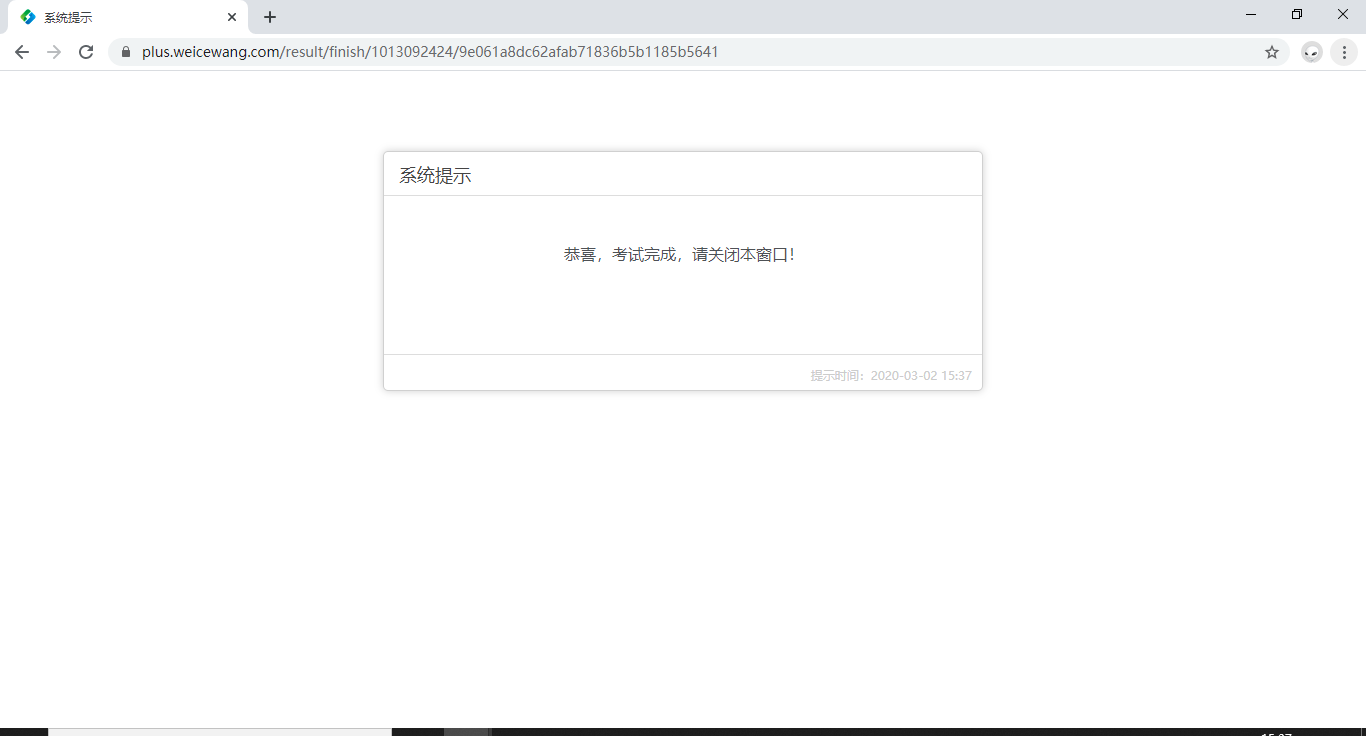 系统提示
plus.weicewang.com/result/finish/1013092424/9e061a8dc62afab71836b5b1185b5641
系统提示
恭喜，考试完成，请关闭本窗口！
提示时间：2020-03-02 15:37